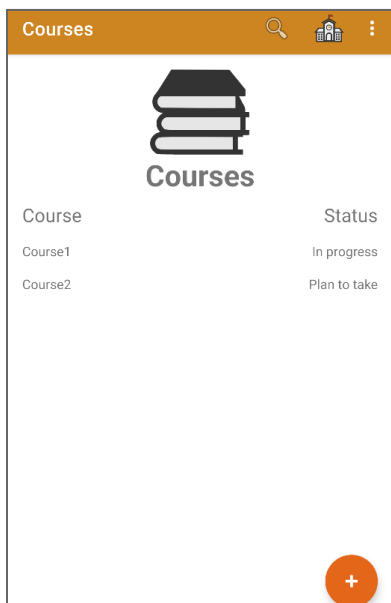 Courses
Courses
Course Status
Course1 In progress
Course2 Plan to take
+